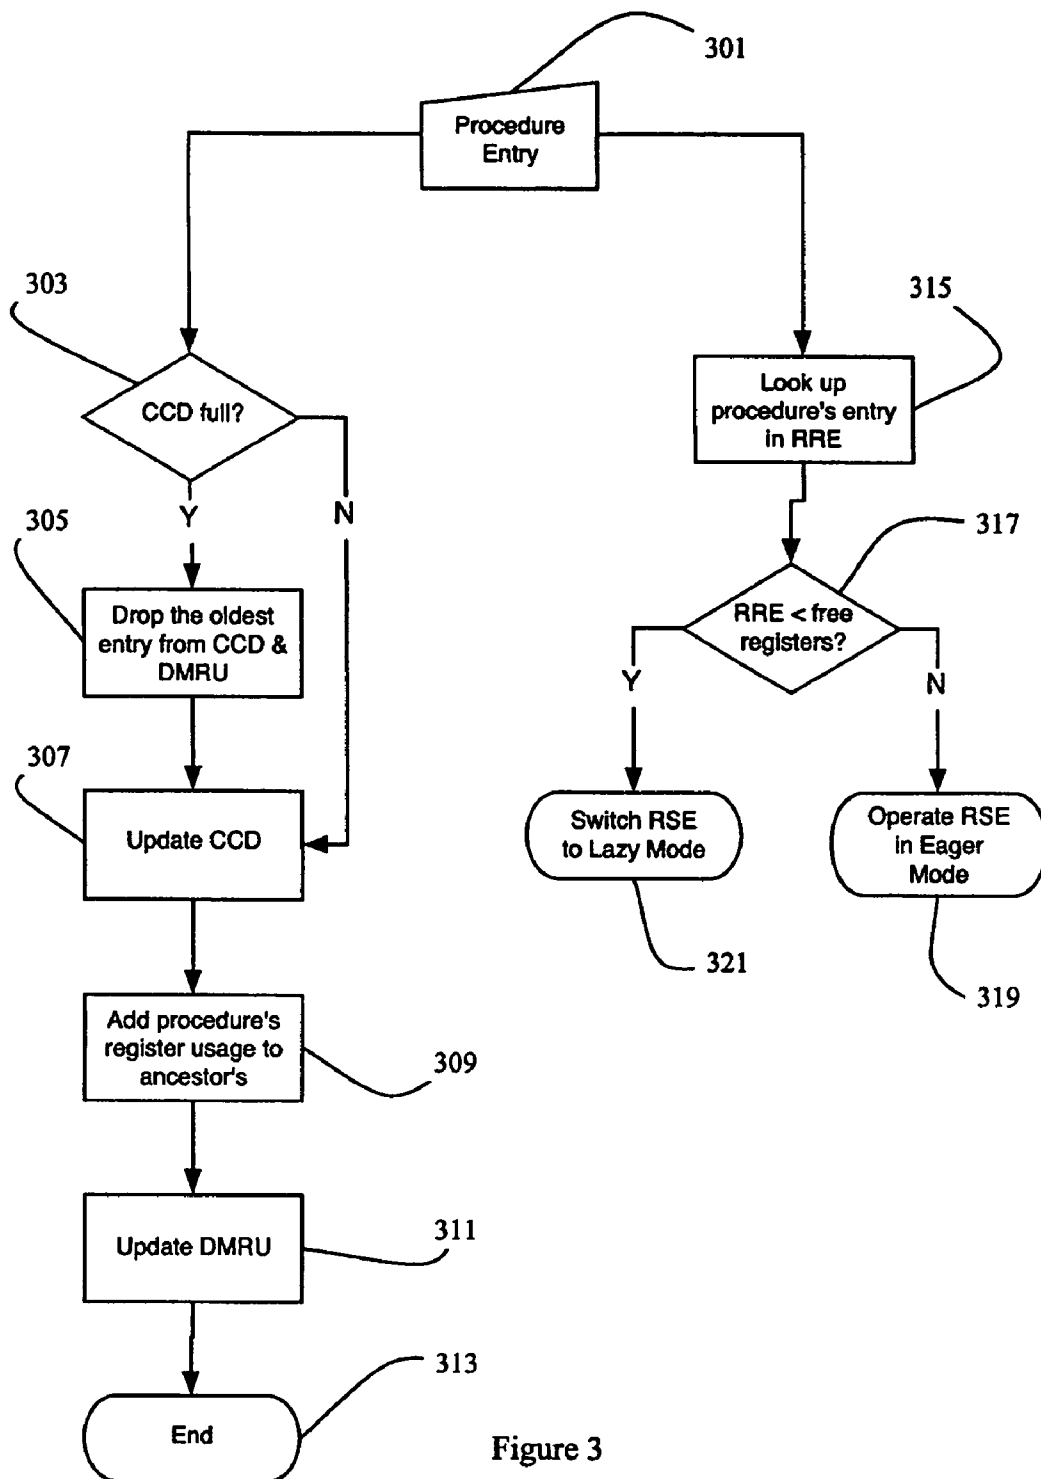 301
Procedure
Entry
303
CCD full?
Y
N
305
Drop the oldest
entry from CCD &
DMRU
307
Update CCD
Add procedure's
register usage to
ancestor's
309
Update DMRU
311
313
End
315
Look up
procedure's entry
in RRE
317
RRE < free
registers?
Y
N
Switch RSE
to Lazy Mode
Operate RSE
in Eager
Mode
321
319
Figure 3